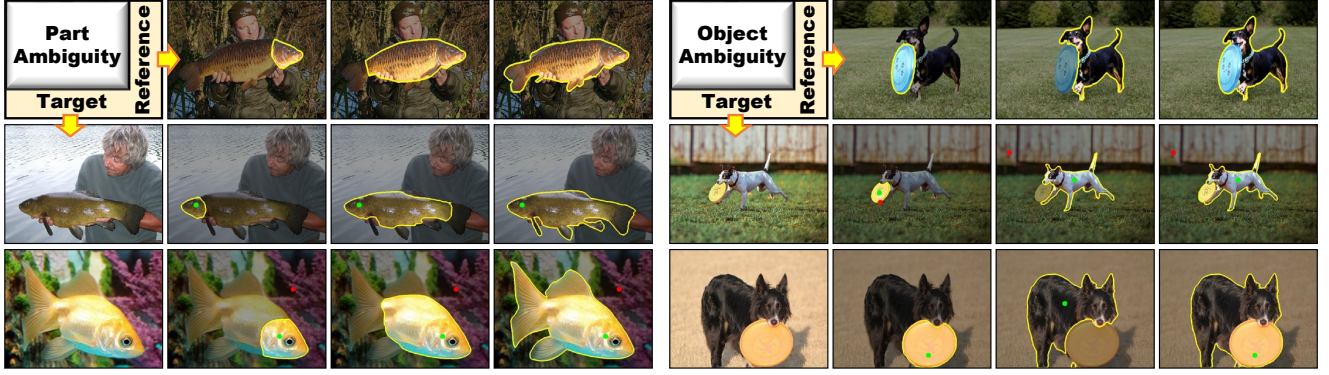 Part
Ambiguity
Reference
Target
Object
Ambiguity
Reference
Target